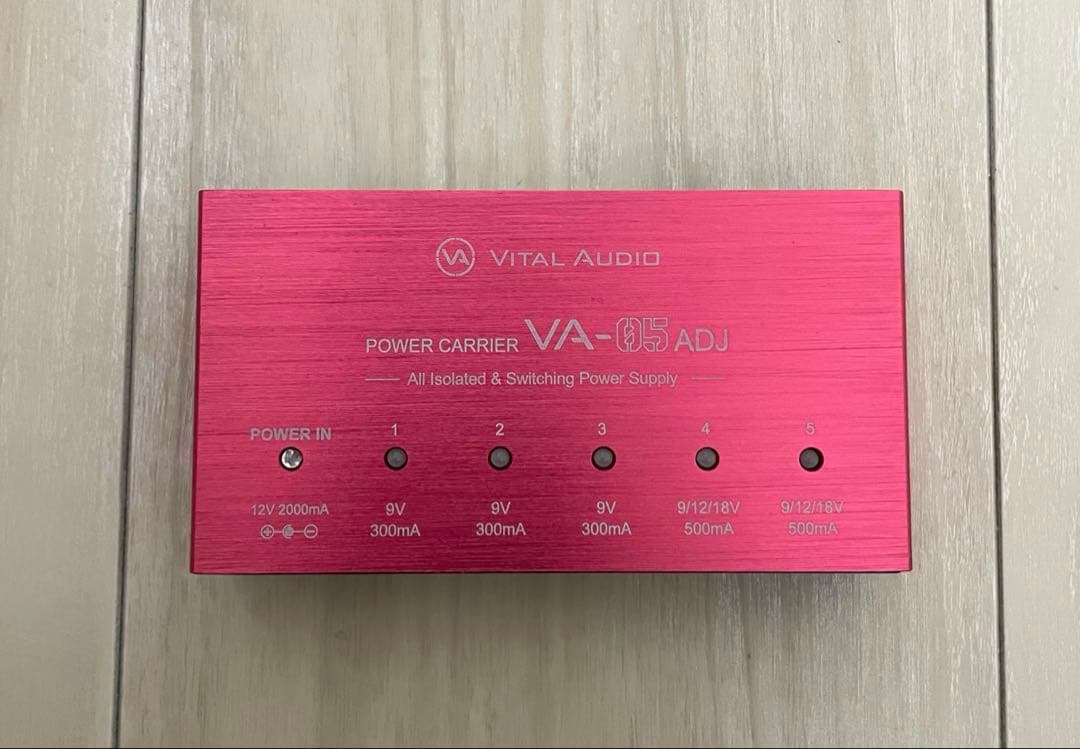 VA VITAL AUDIO
POWER CARRIER VA-05 ADJ
All Isolated & Switching Power Supply
POWER IN 1 2 3 4 5
12V 2000mA 9V 9V 9V 9/12/18V 9/12/18V
300mA 300mA 300mA 500mA 500mA